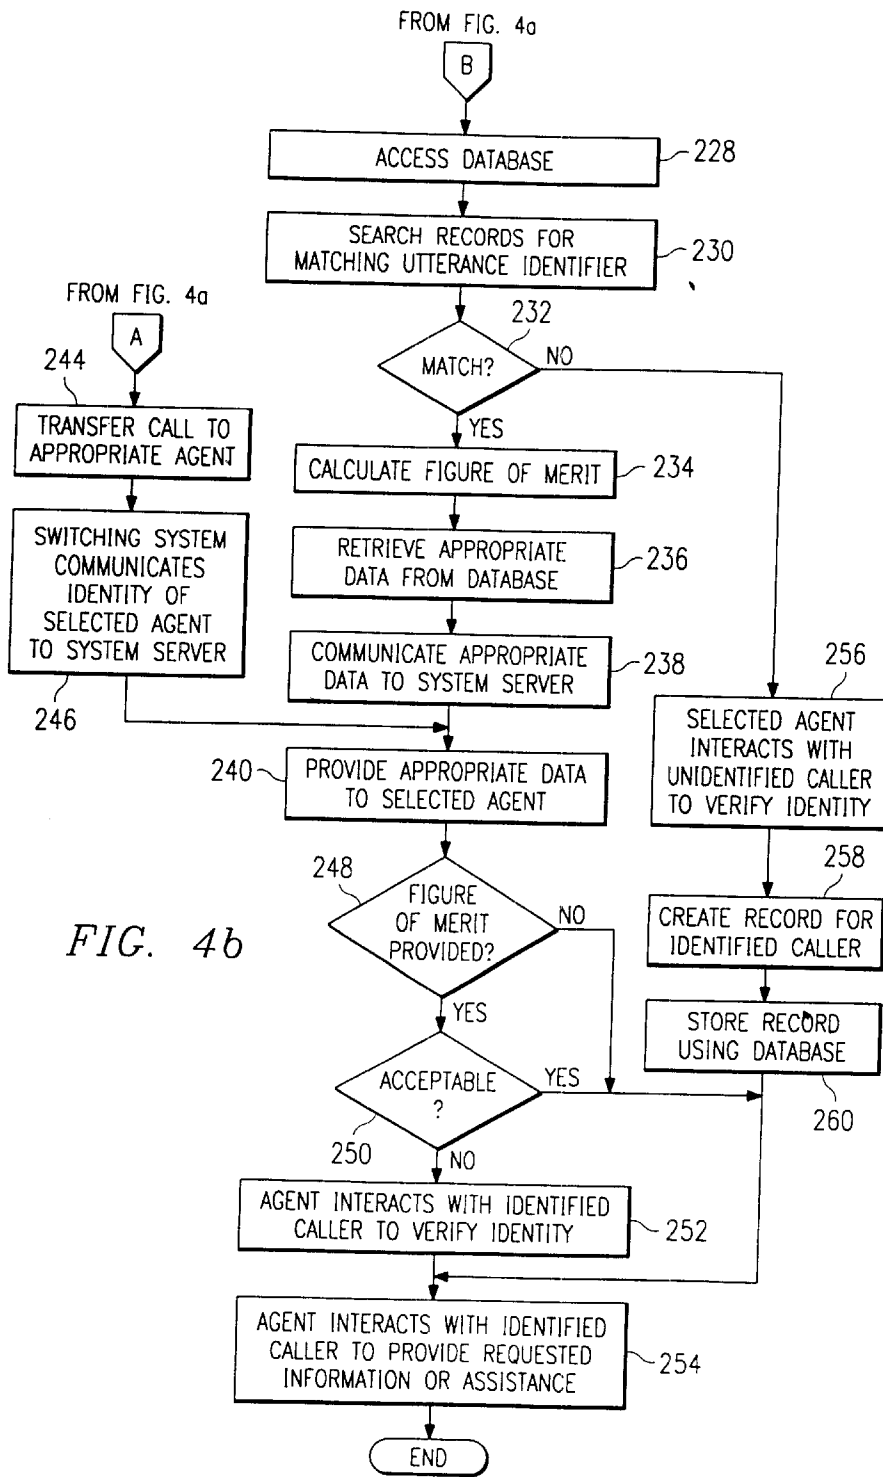 FROM FIG. 4a
B
ACCESS DATABASE
228
SEARCH RECORDS FOR
MATCHING UTTERANCE IDENTIFIER
230
FROM FIG. 4a
A
232
MATCH?
NO
YES
244
TRANSFER CALL TO
APPROPRIATE AGENT
CALCULATE FIGURE OF MERIT
234
SWITCHING SYSTEM
COMMUNICATES
IDENTITY OF
SELECTED AGENT
TO SYSTEM SERVER
246
RETRIEVE APPROPRIATE
DATA FROM DATABASE
236
COMMUNICATE APPROPRIATE
DATA TO SYSTEM SERVER
238
256
SELECTED AGENT
INTERACTS WITH
UNIDENTIFIED CALLER
TO VERIFY IDENTITY
240
PROVIDE APPROPRIATE DATA
TO SELECTED AGENT
248
FIGURE
OF MERIT
PROVIDED?
NO
YES
258
CREATE RECORD FOR
IDENTIFIED CALLER
FIG. 4b
STORE RECORD
USING DATABASE
260
ACCEPTABLE
?
YES
250
NO
AGENT INTERACTS WITH IDENTIFIED
CALLER TO VERIFY IDENTITY
252
AGENT INTERACTS WITH IDENTIFIED
CALLER TO PROVIDE REQUESTED
INFORMATION OR ASSISTANCE
254
END